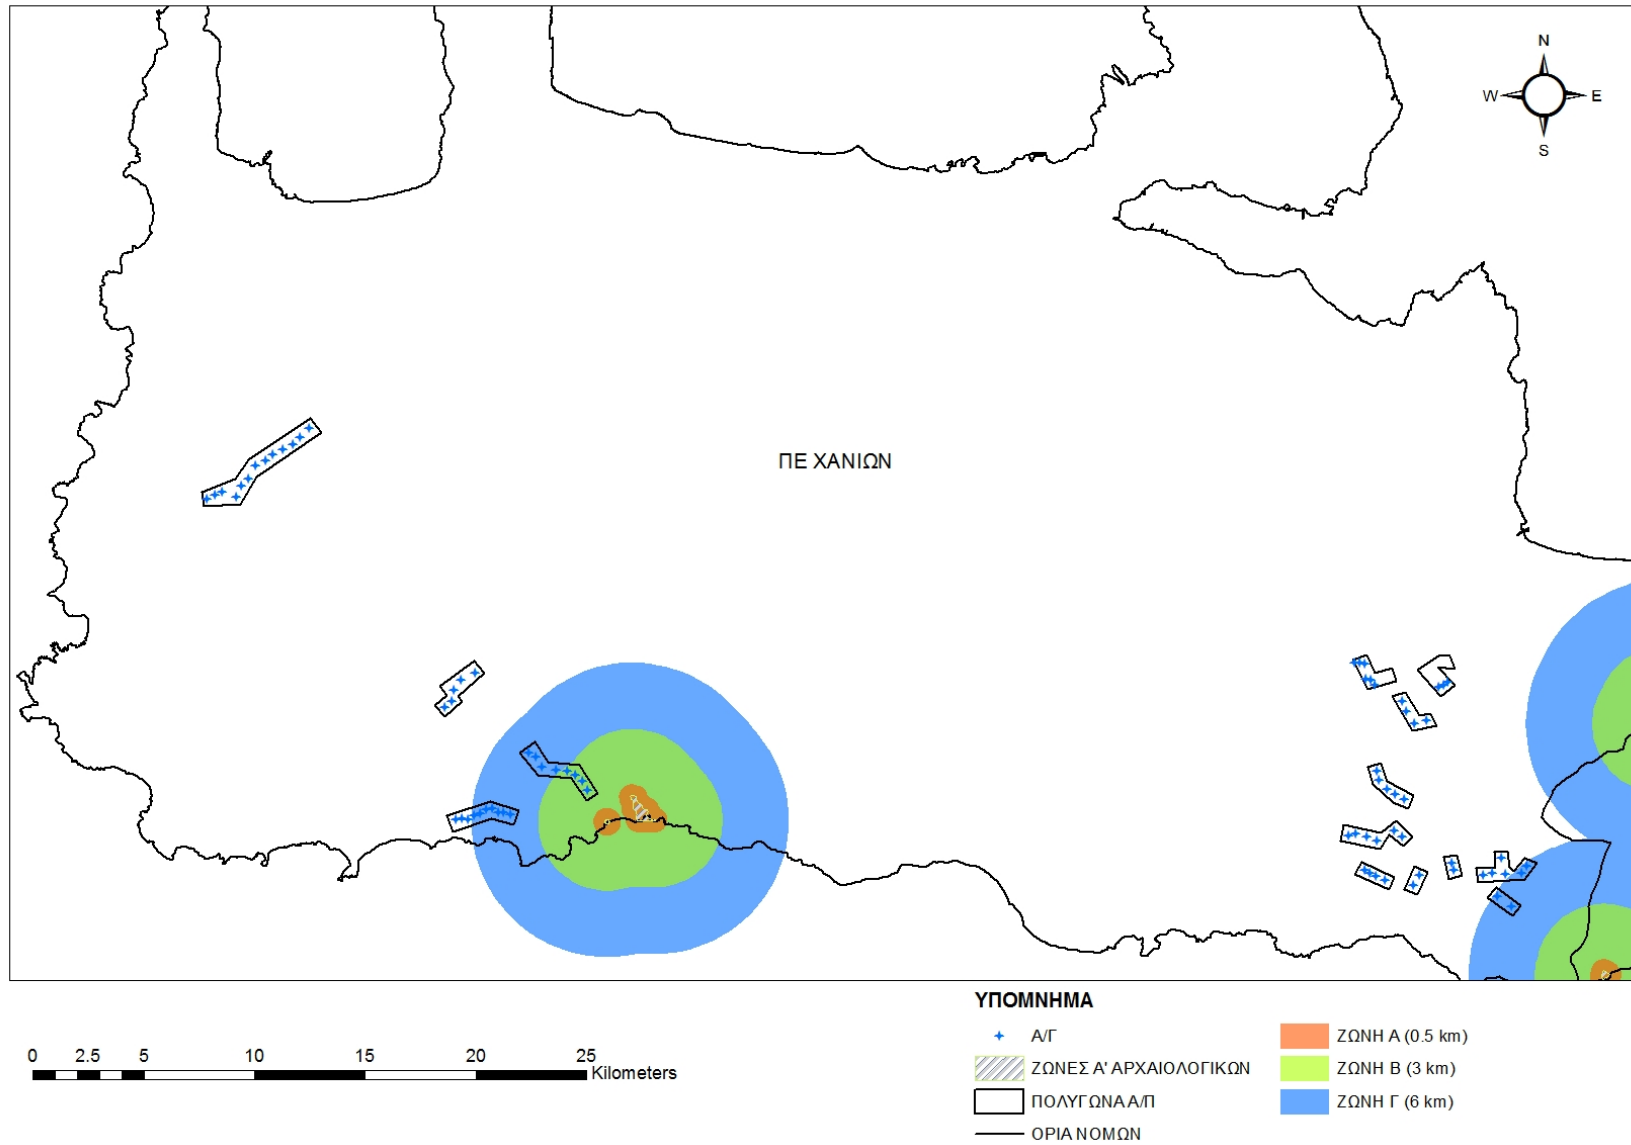 N
W E
S
ΠΕ ΧΑΝΙΩΝ
0 2.5 5 10 15 20 25
Kilometers
ΥΠΟΜΝΗΜΑ
Α/Γ
ΖΩΝΕΣ Α' ΑΡΧΑΙΟΛΟΓΙΚΩΝ
ΠΟΛΥΓΩΝΑ Α/Π
ΟΡΙΑ ΝΟΜΩΝ
ΖΩΝΗ Α (0.5 km)
ΖΩΝΗ Β (3 km)
ΖΩΝΗ Γ (6 km)